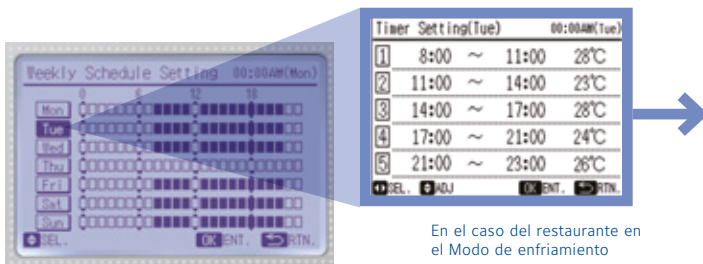 Weekly Schedule Setting 00:00AM(Mon)
0 6 12 18
Mon
Tue
Wed
Thu
Fri
Sat
Sun
SEL. OK ENT. RTN.
Timer Setting(Tue) 00:00AM(Tue)
1 8:00 ~ 11:00 28℃
2 11:00 ~ 14:00 23℃
3 14:00 ~ 17:00 28℃
4 17:00 ~ 21:00 24℃
5 21:00 ~ 23:00 26℃
SEL. ADJ OK ENT. RTN.
En el caso del restaurante en
el Modo de enfriamiento